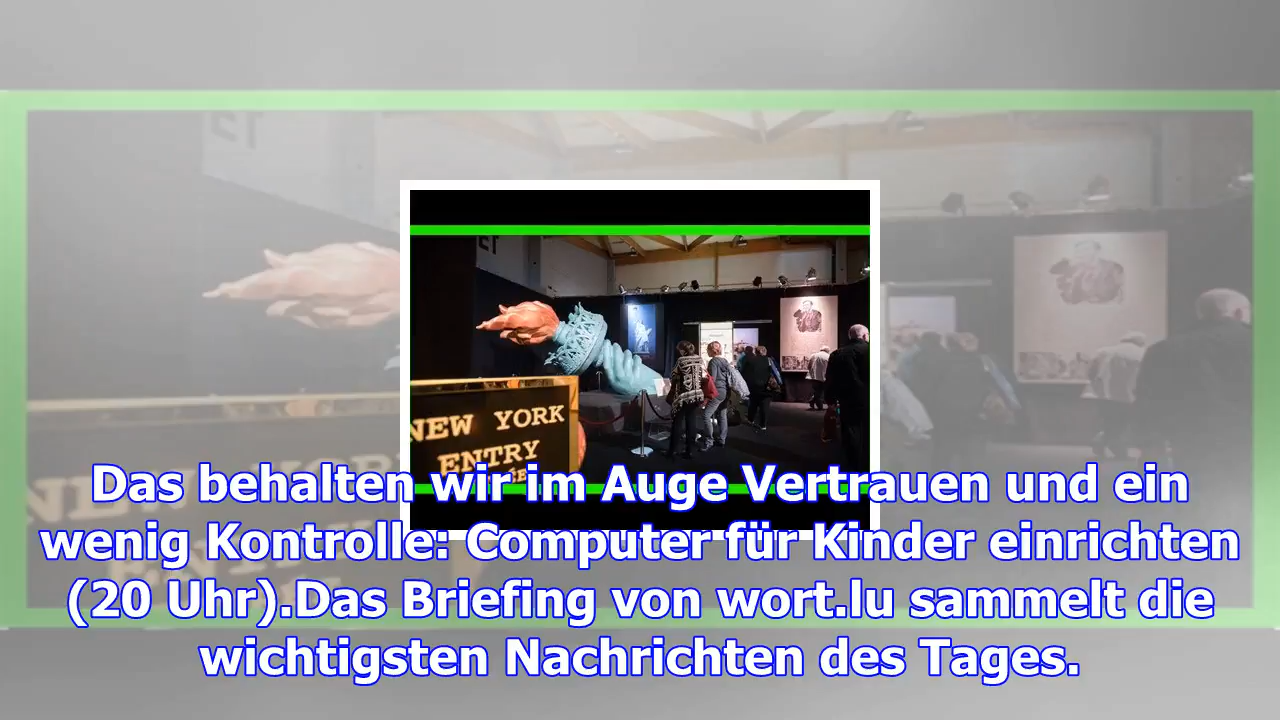 NEW YORK
ENTRY
Das behalten wir im Auge Vertrauen und ein
wenig Kontrolle: Computer für Kinder einrichten
(20 Uhr).Das Briefing von wort.lu sammelt die
wichtigsten Nachrichten des Tages.